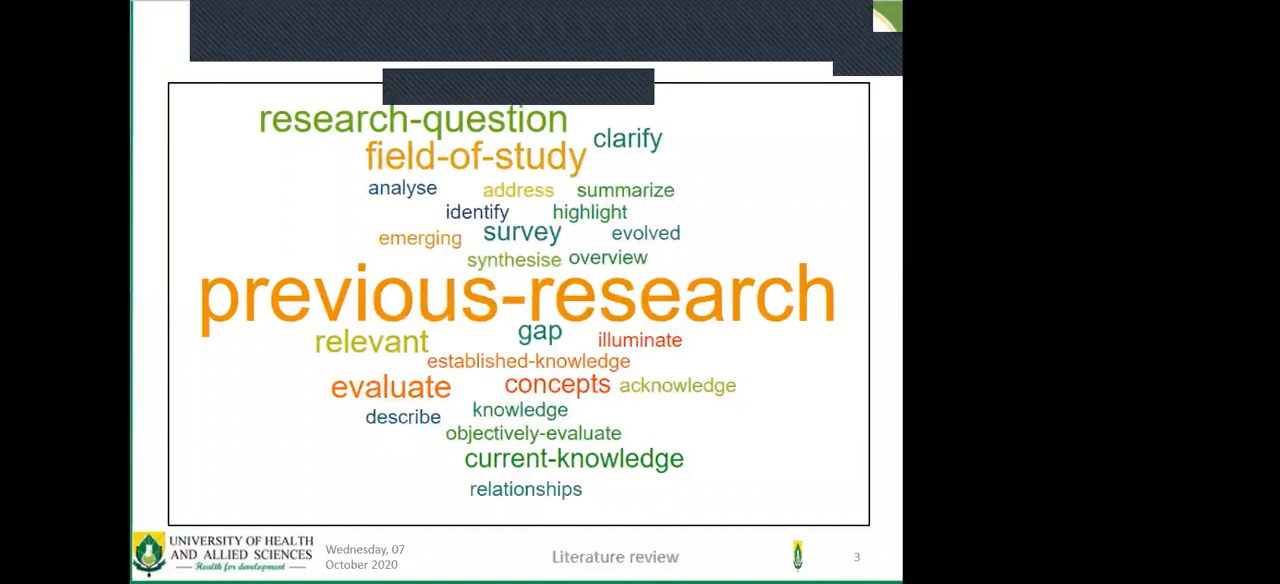 research-question
clarify
field-of-study
analyse address summarize
identify highlight
emerging survey evolved
synthesise overview
previous-research
relevant gap illuminate
established-knowledge
evaluate concepts acknowledge
describe knowledge
objectively-evaluate
current-knowledge
relationships
UNIVERSITY OF HEALTH
AND ALLIED SCIENCES
Health for development
Wednesday, 07
October 2020
Literature review
3